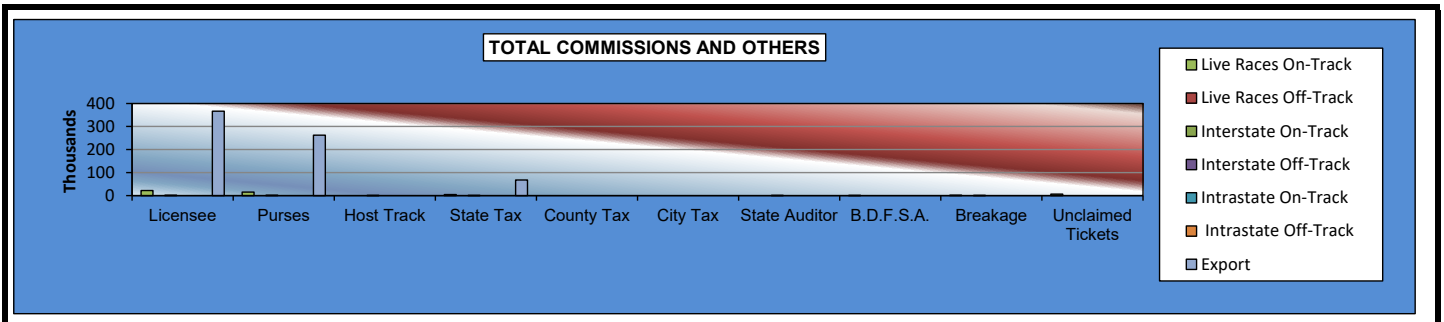 TOTAL COMMISSIONS AND OTHERS
Thousands
400
300
200
100
0
Licensee Purses Host Track State Tax County Tax City Tax State Auditor B.D.F.S.A. Breakage Unclaimed
Tickets
Live Races On-Track
Live Races Off-Track
Interstate On-Track
Interstate Off-Track
Intrastate On-Track
Intrastate Off-Track
Export